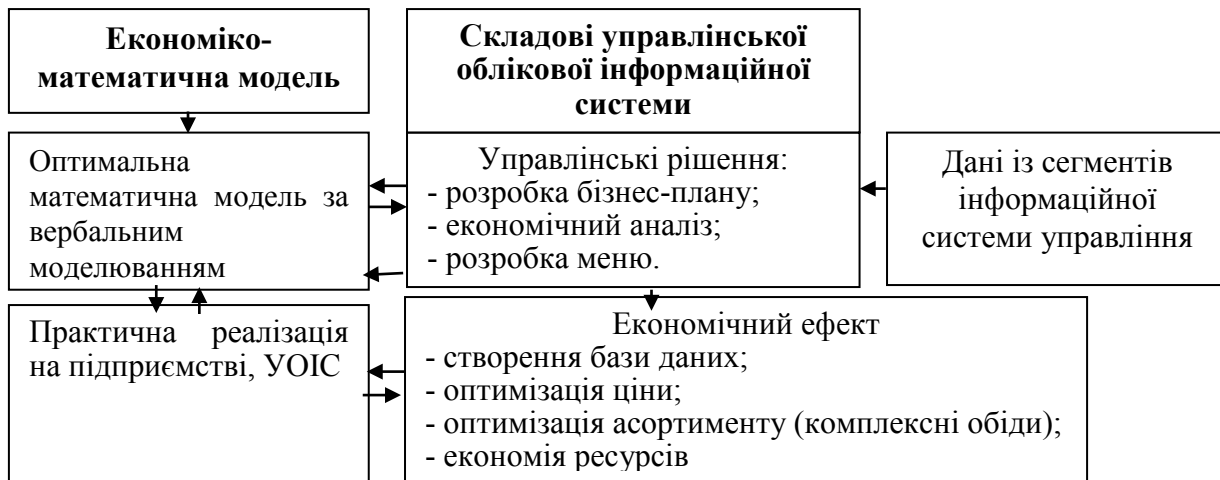 Економіко-
математична модель
Складові управлінської
облікової інформаційної
системи
Оптимальна
математична модель за
вербальним
моделюванням
Управлінські рішення:
- розробка бізнес-плану;
- економічний аналіз;
- розробка меню.
Дані із сегментів
інформаційної
системи управління
Практична реалізація
на підприємстві, УОІС
Економічний ефект
- створення бази даних;
- оптимізація ціни;
- оптимізація асортименту (комплексні обіди);
- економія ресурсів